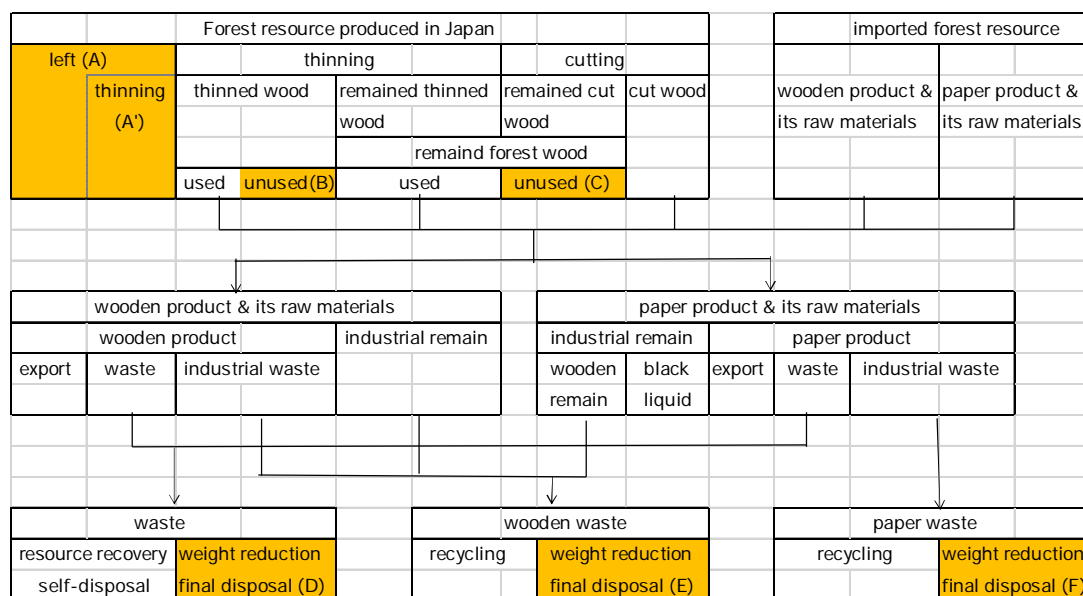 Forest resource produced in Japan
imported forest resource
left (A)
thinning
cutting
thinning
(A')
thinned wood
remained thinned
wood
remained cut
wood
cut wood
wooden product &
its raw materials
paper product &
its raw materials
remaind forest wood
used
unused(B)
used
unused (C)
wooden product & its raw materials
paper product & its raw materials
wooden product
industrial remain
industrial remain
paper product
export
waste
industrial waste
wooden
remain
black
liquid
export
waste
industrial waste
waste
wooden waste
paper waste
resource recovery
self-disposal
weight reduction
final disposal (D)
recycling
weight reduction
final disposal (E)
recycling
weight reduction
final disposal (F)